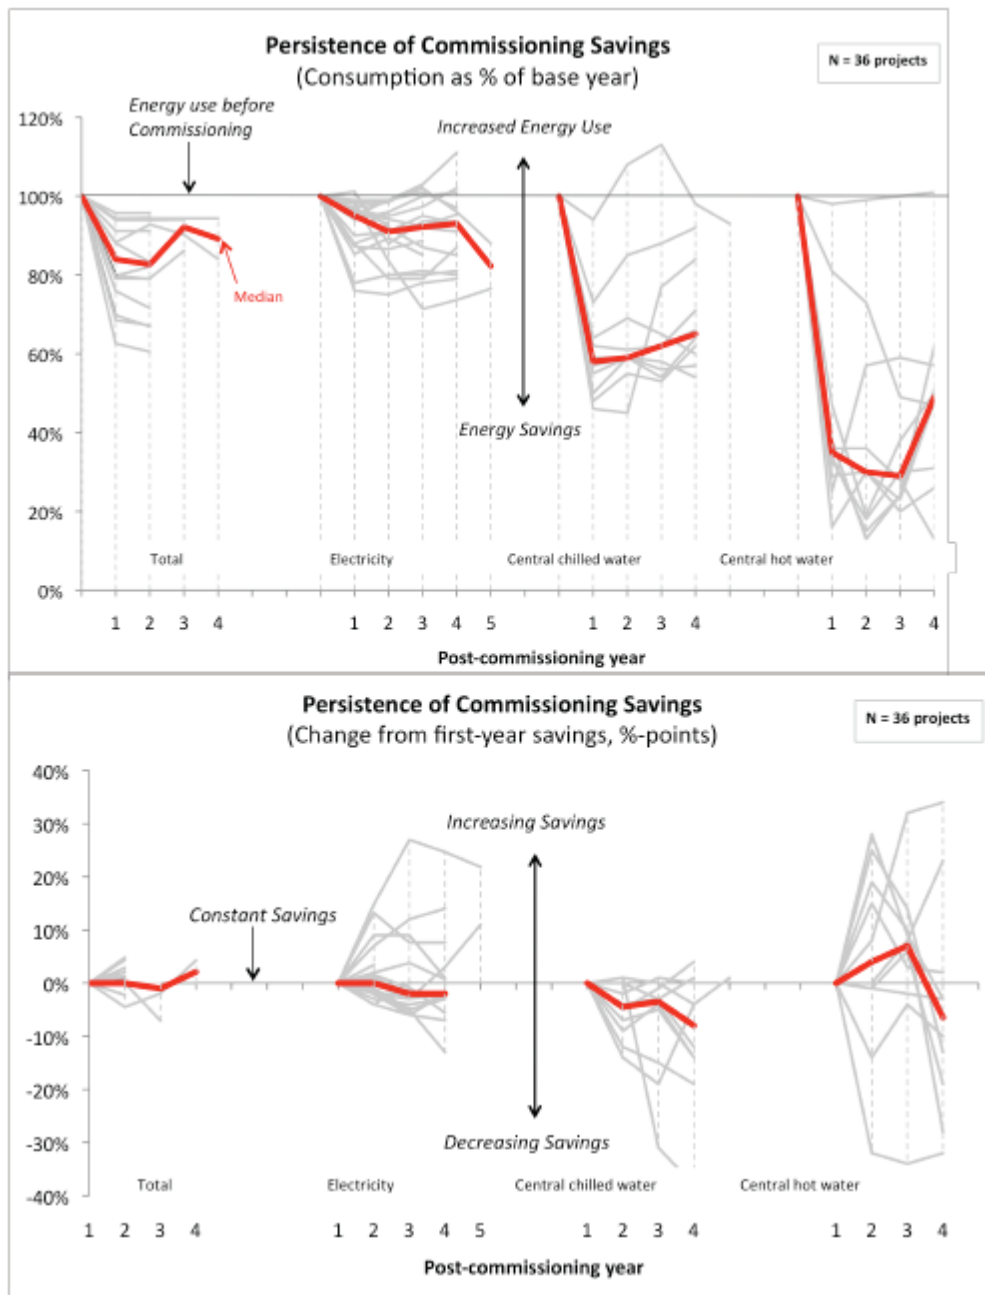 Persistence of Commissioning Savings
(Consumption as % of base year)
N = 36 projects
Energy use before
Commissioning
Increased Energy Use
120%
100%
80%
60%
40%
20%
0%
Median
Energy Savings
Total
Electricity
Central chilled water
Central hot water
1 2 3 4 1 2 3 4 5 1 2 3 4 1 2 3 4
Post-commissioning year
Persistence of Commissioning Savings
(Change from first-year savings, %-points)
N = 36 projects
40%
30%
20%
10%
0%
-10%
-20%
-30%
-40%
Increasing Savings
Constant Savings
Decreasing Savings
Total
Electricity
Central chilled water
Central hot water
1 2 3 4 1 2 3 4 5 1 2 3 4 1 2 3 4
Post-commissioning year